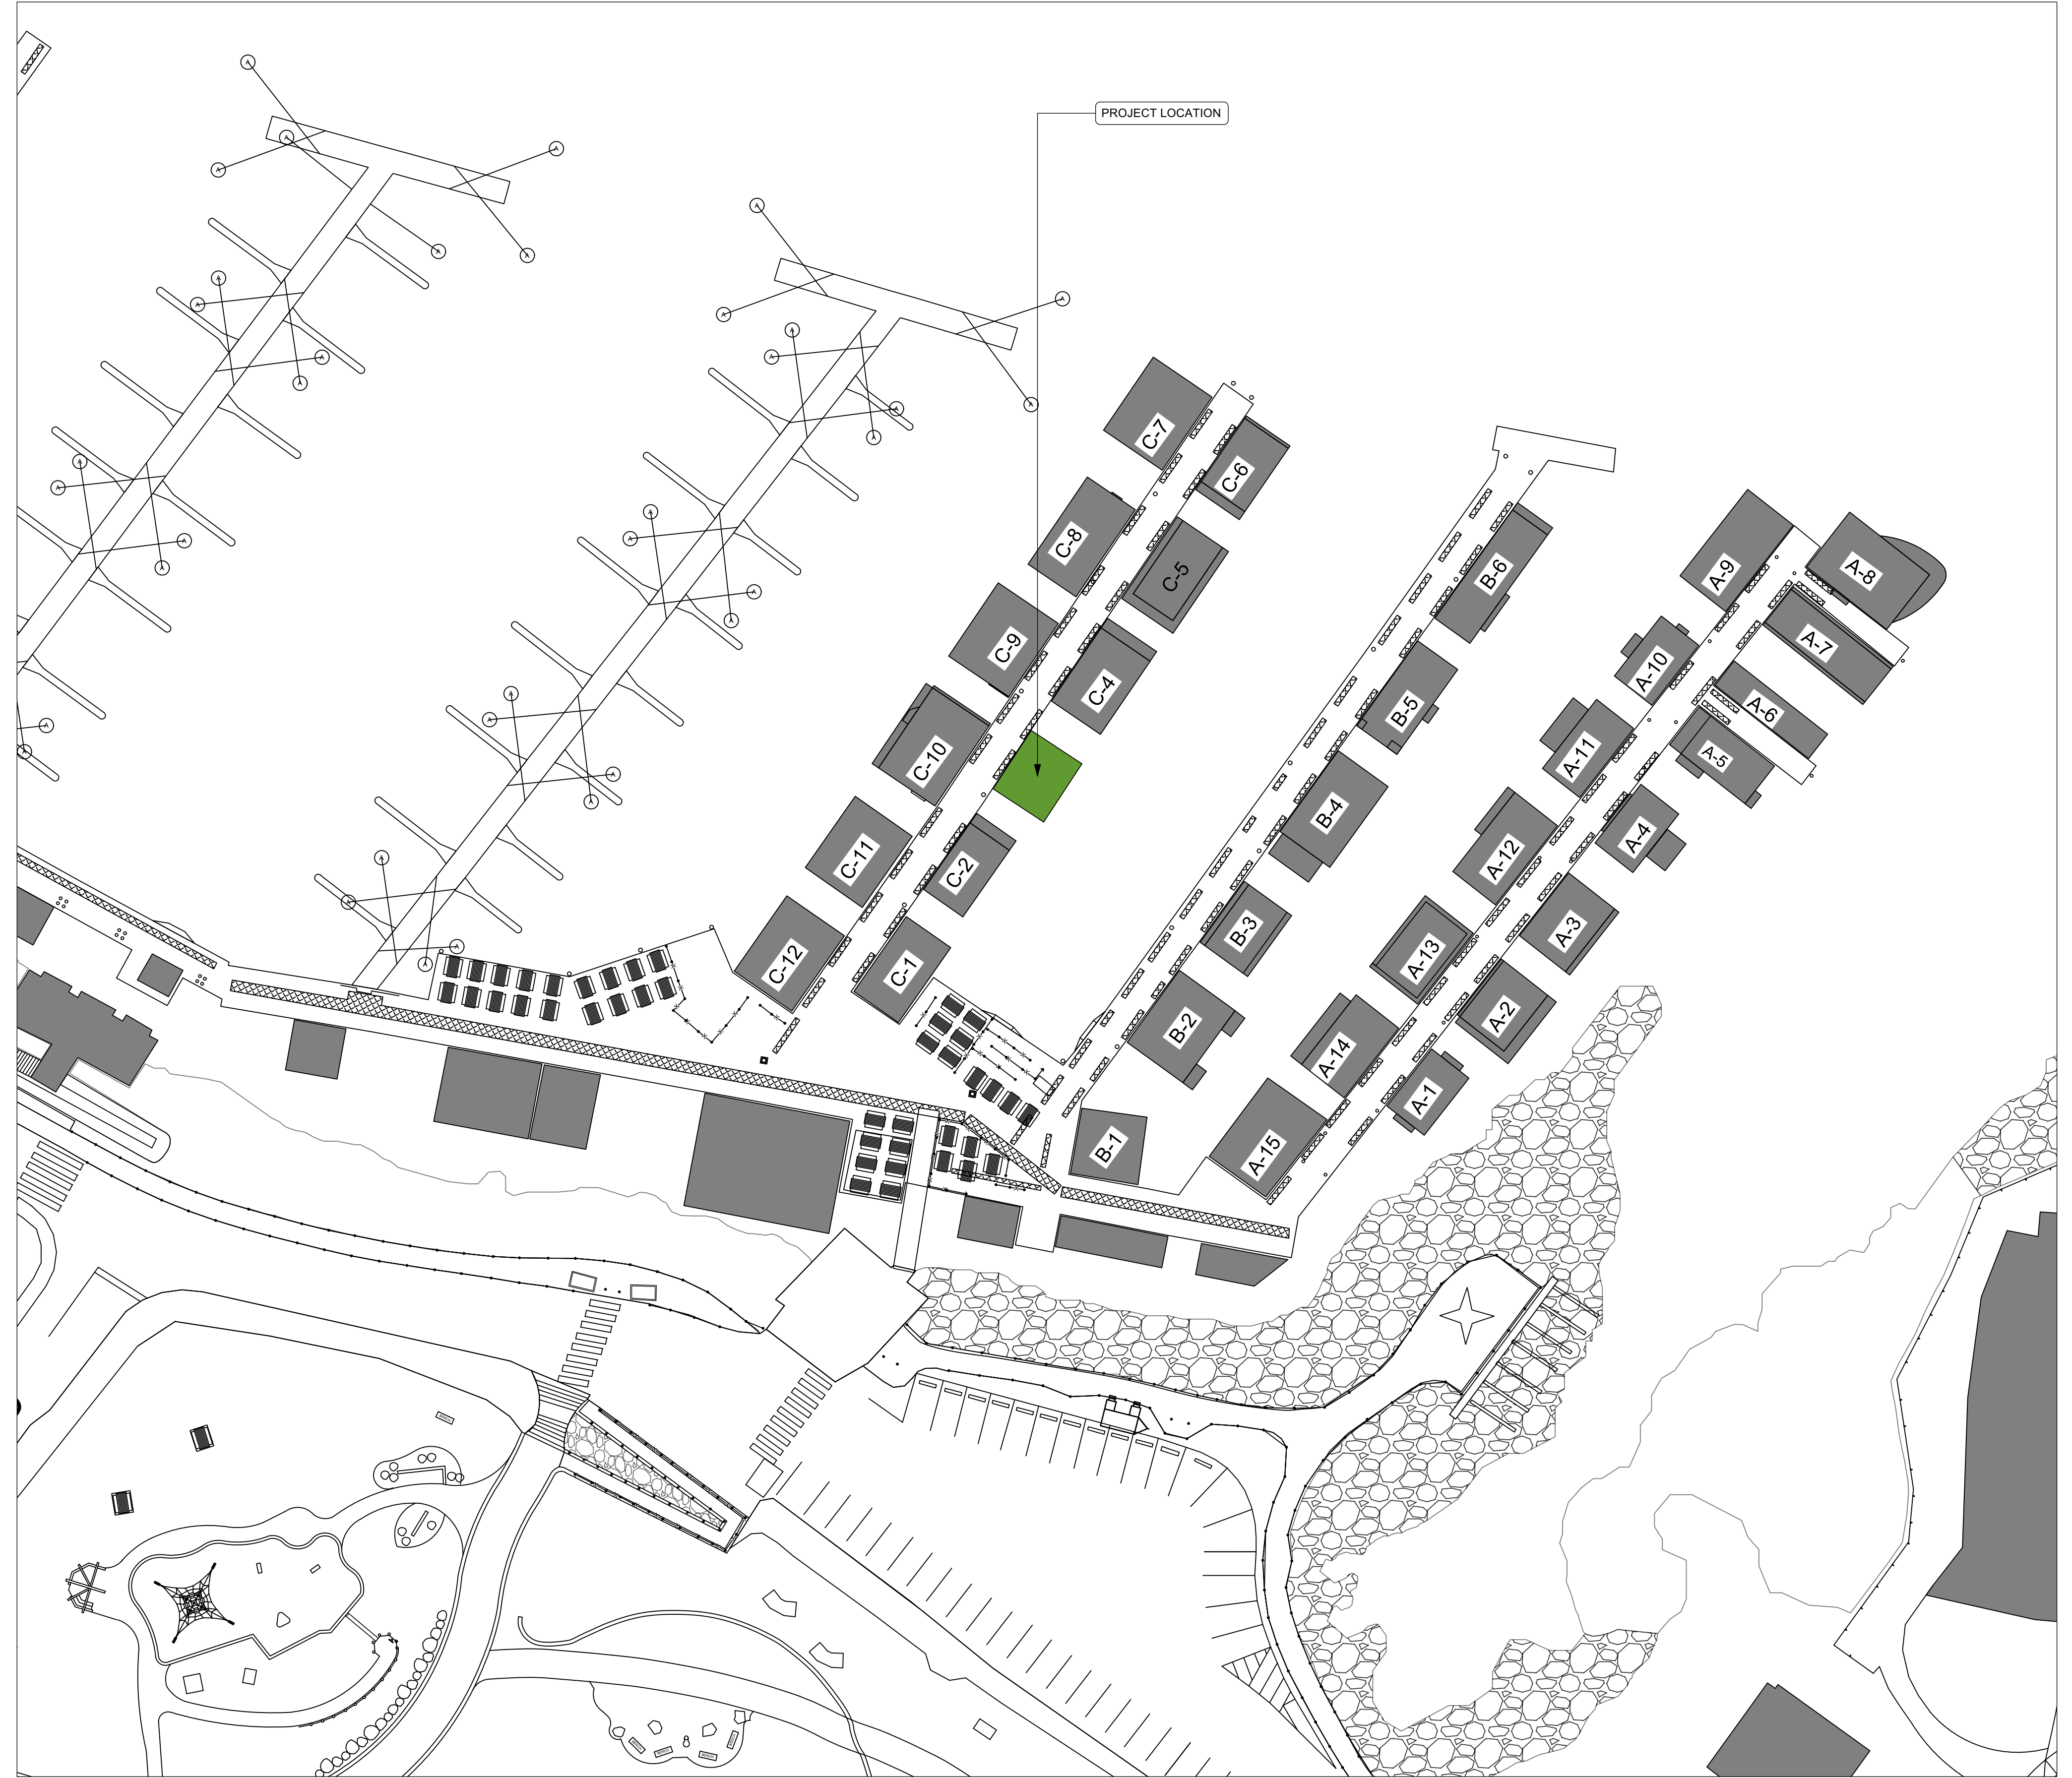 PROJECT LOCATION
C-7
C-6
C-8
C-5
C-9
C-4
C-10
C-11
C-2
C-12
C-1
B-6
B-5
B-4
B-3
B-2
B-1
A-9
A-8
A-7
A-10
A-6
A-5
A-11
A-4
A-12
A-3
A-13
A-2
A-14
A-1
A-15